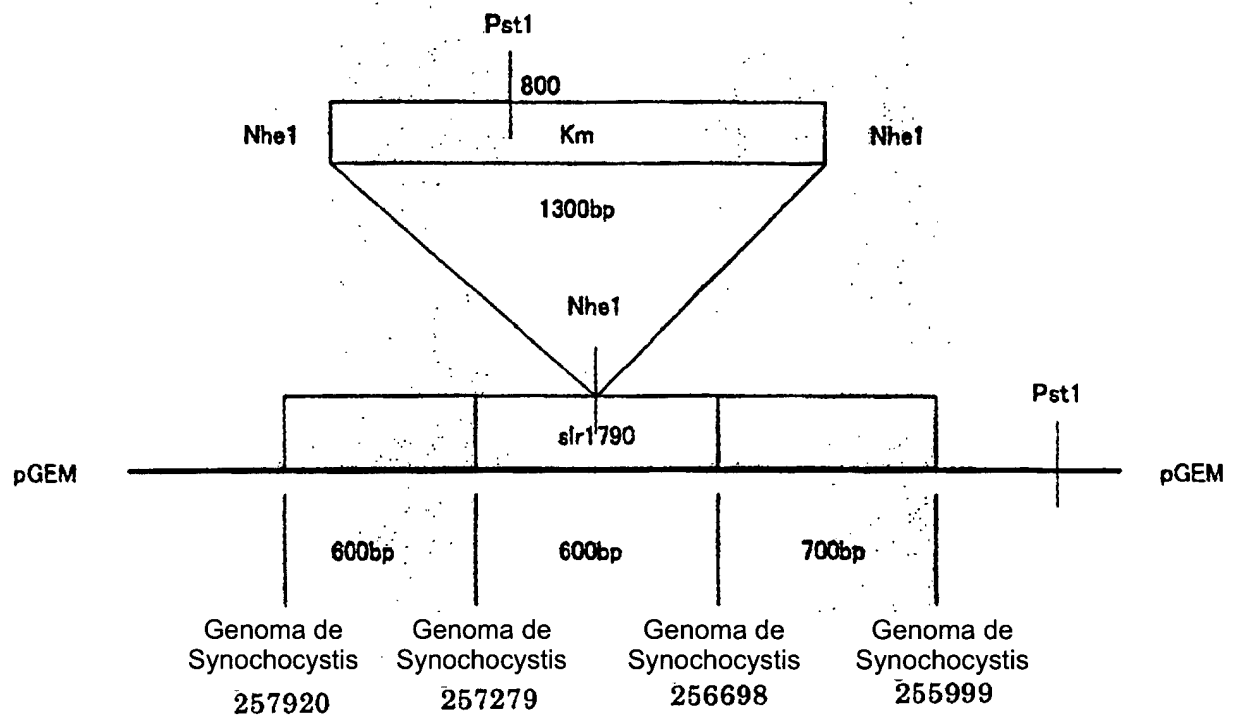 Pst1
800
Nhe1
Km
Nhe1
1300bp
Nhe1
Pst1
slr1790
pGEM
pGEM
600bp
600bp
700bp
Genoma de
Synochocystis
257920
Genoma de
Synochocystis
257279
Genoma de
Synochocystis
256698
Genoma de
Synochocystis
255999